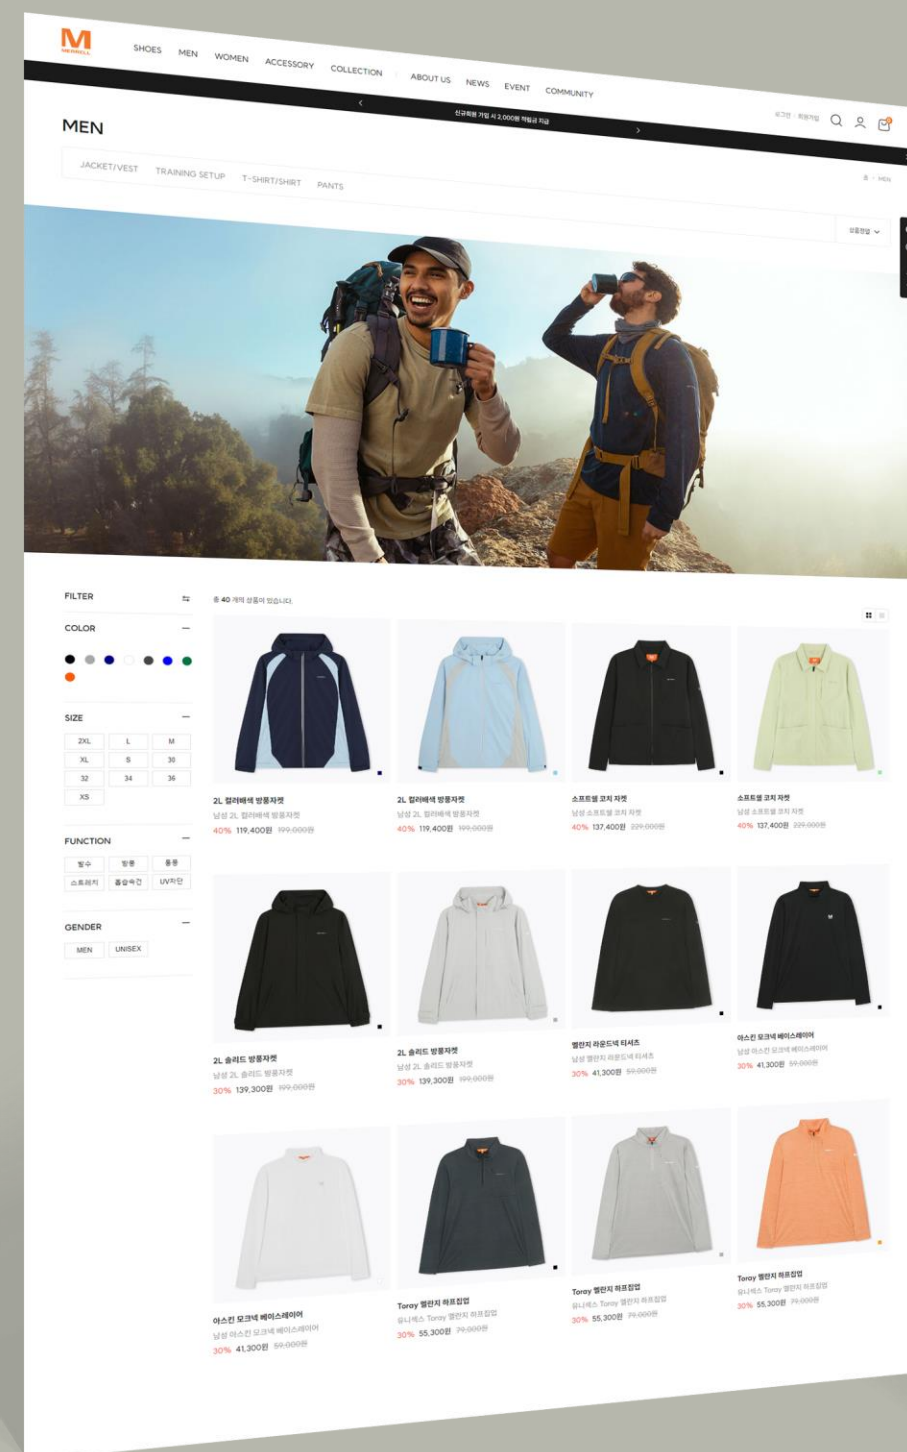 MERRELL
SHOES MEN WOMEN ACCESSORY COLLECTION ABOUT US NEWS EVENT COMMUNITY
로그인 회원가입
신규회원 가입 시 2,000원 적립금 지급
MEN
홈 MEN
JACKET/VEST TRAINING SETUP T-SHIRT/SHIRT PANTS
상품정렬
FILTER
총 40 개의 상품이 있습니다.
COLOR
SIZE
2XL L M
XL S 30
32 34 36
XS
FUNCTION
발수 방풍 통풍
스트레치 흡습속건 UV차단
GENDER
MEN UNISEX
2L 컬러배색 방풍자켓
남성 2L 컬러배색 방풍자켓
40% 119,400원 199,000원
2L 컬러배색 방풍자켓
남성 2L 컬러배색 방풍자켓
40% 119,400원 199,000원
소프트쉘 코치 자켓
남성 소프트쉘 코치 자켓
40% 137,400원 229,000원
소프트쉘 코치 자켓
남성 소프트쉘 코치 자켓
40% 137,400원 229,000원
2L 솔리드 방풍자켓
남성 2L 솔리드 방풍자켓
30% 139,300원 199,000원
2L 솔리드 방풍자켓
남성 2L 솔리드 방풍자켓
30% 139,300원 199,000원
멜란지 라운드넥 티셔츠
남성 멜란지 라운드넥 티셔츠
30% 41,300원 59,000원
아스킨 모크넥 베이스레이어
남성 아스킨 모크넥 베이스레이어
30% 41,300원 59,000원
아스킨 모크넥 베이스레이어
남성 아스킨 모크넥 베이스레이어
30% 41,300원 59,000원
Toray 멜란지 하프집업
유니섹스 Toray 멜란지 하프집업
30% 55,300원 79,000원
Toray 멜란지 하프집업
유니섹스 Toray 멜란지 하프집업
30% 55,300원 79,000원
Toray 멜란지 하프집업
유니섹스 Toray 멜란지 하프집업
30% 55,300원 79,000원